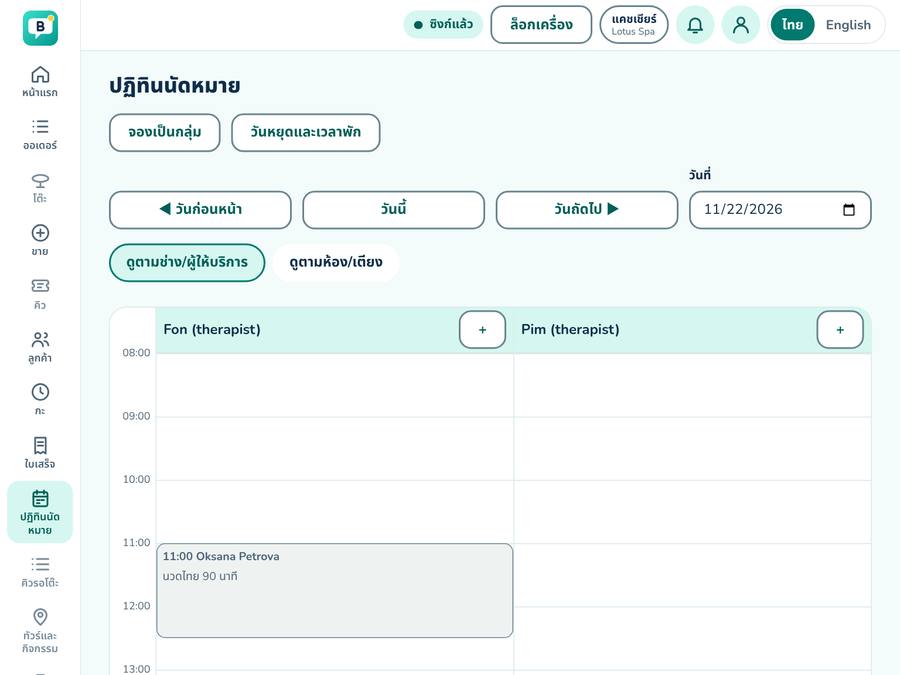 B
ซิงก์แล้ว
ล็อกเครื่อง
แคชเชียร์
Lotus Spa
ไทย
English
หน้าแรก
ออเดอร์
โต๊ะ
ขาย
คิว
ลูกค้า
กะ
ใบเสร็จ
ปฏิทินนัด
หมาย
คิวรอโต๊ะ
ทัวร์และ
กิจกรรม
ปฏิทินนัดหมาย
จองเป็นกลุ่ม
วันหยุดและเวลาพัก
วันที่
◀ วันก่อนหน้า
วันนี้
วันถัดไป ▶
11/22/2026
ดูตามช่าง/ผู้ให้บริการ
ดูตามห้อง/เตียง
Fon (therapist)
+
Pim (therapist)
+
08:00
09:00
10:00
11:00
11:00 Oksana Petrova
นวดไทย 90 นาที
12:00
13:00